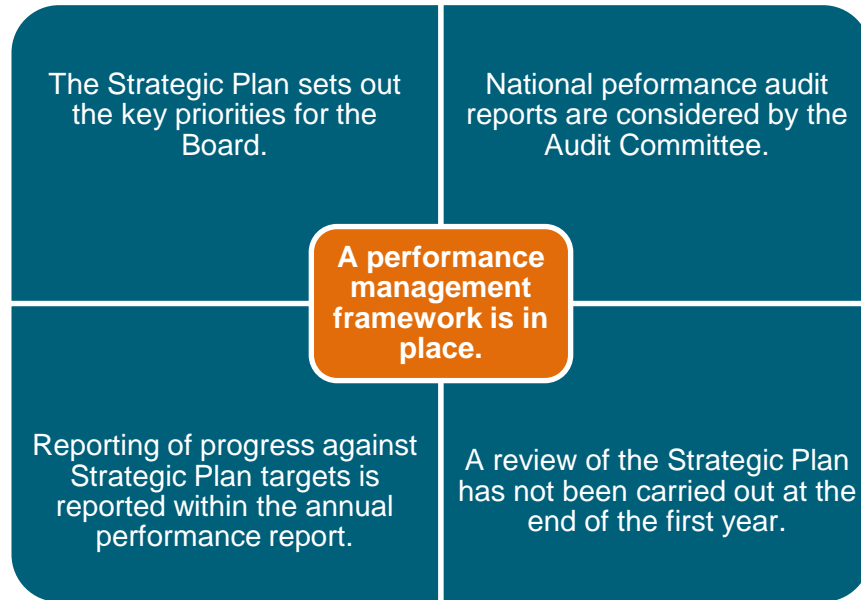 The Strategic Plan sets out
the key priorities for the
Board.
National peformance audit
reports are considered by the
Audit Committee.
A performance
management
framework is in
place.
Reporting of progress against
Strategic Plan targets is
reported within the annual
performance report.
A review of the Strategic Plan
has not been carried out at the
end of the first year.